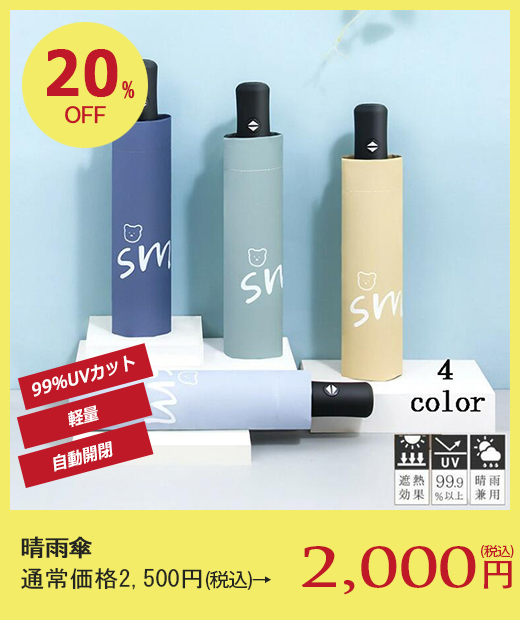 20%
OFF
sm
sm
sm
99%UVカット
軽量
自動開閉
4
color
遮熱
効果
UV
99.9
%以上
晴雨
兼用
晴雨傘
通常価格2,500円(税込)→
2,000円(税込)